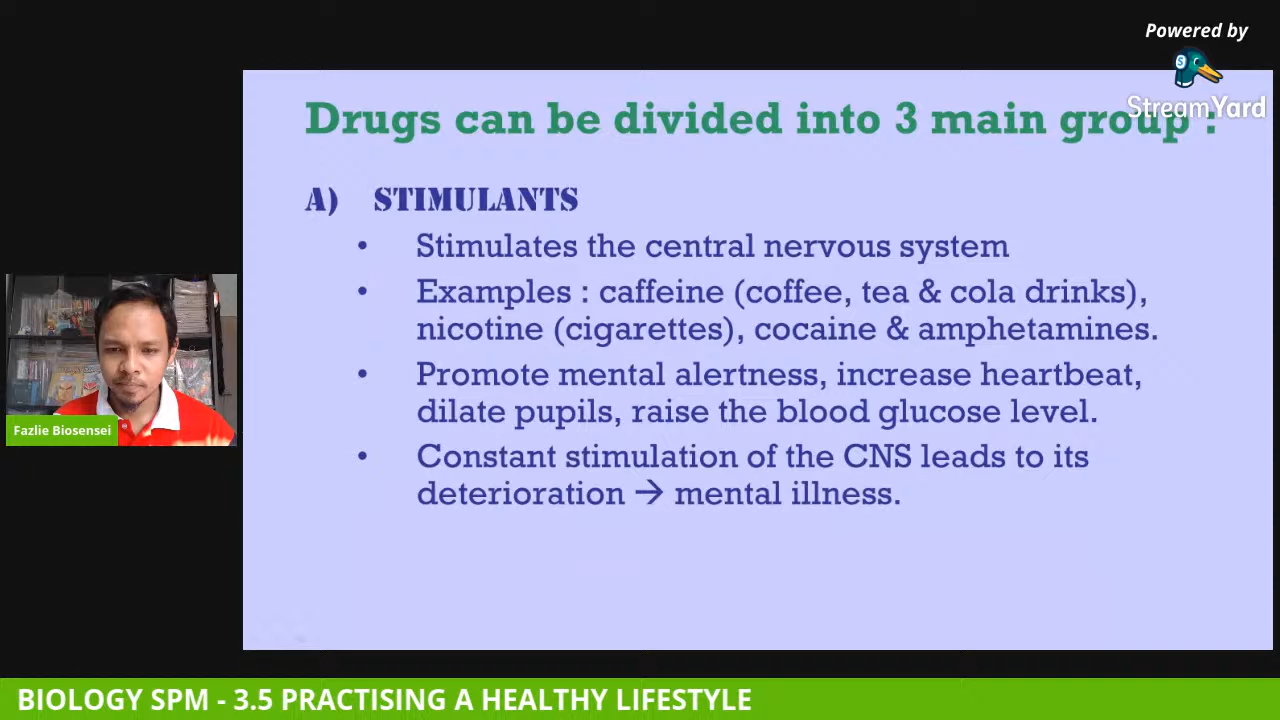 Powered by
StreamYard
Drugs can be divided into 3 main group :
A) STIMULANTS
• Stimulates the central nervous system
• Examples : caffeine (coffee, tea & cola drinks),
nicotine (cigarettes), cocaine & amphetamines.
• Promote mental alertness, increase heartbeat,
dilate pupils, raise the blood glucose level.
• Constant stimulation of the CNS leads to its
deterioration → mental illness.
Fazlie Biosensei
BIOLOGY SPM - 3.5 PRACTISING A HEALTHY LIFESTYLE